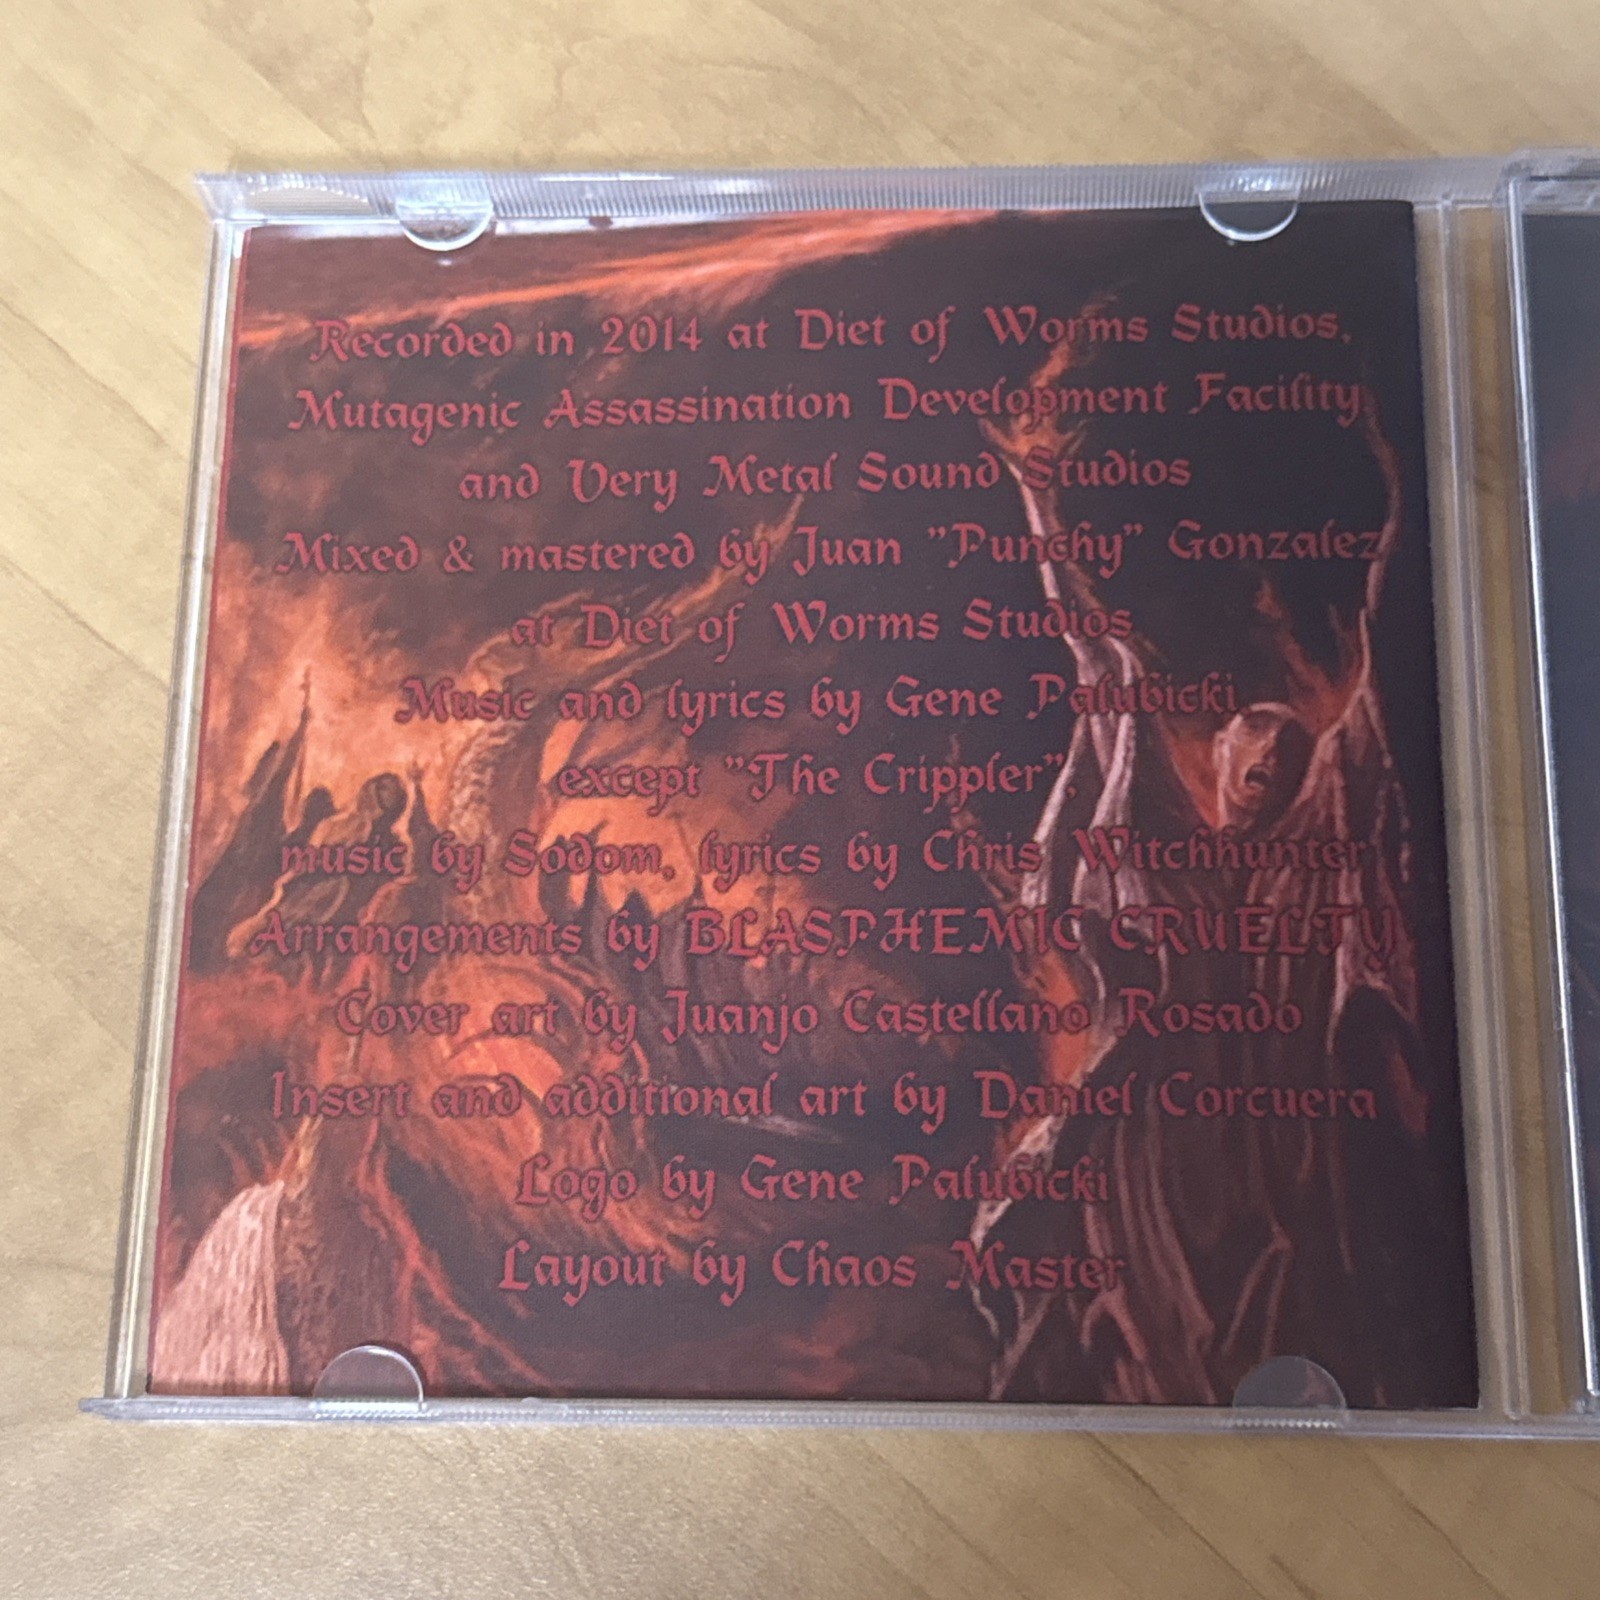 Recorded in 2014 at Diet of Worms Studios,
Mutagenic Assassination Development Facility
and Very Metal Sound Studios
Mixed & mastered by Juan "Punchy" Gonzalez
at Diet of Worms Studios
Music and lyrics by Gene Palubicki
except "The Crippler",
music by Sodom, lyrics by Chris Witchhunter
Arrangements by BLASPHEMIC CRUELTY
Cover art by Juanjo Castellano Rosado
Insert and additional art by Daniel Corcuera
Logo by Gene Palubicki
Layout by Chaos Master